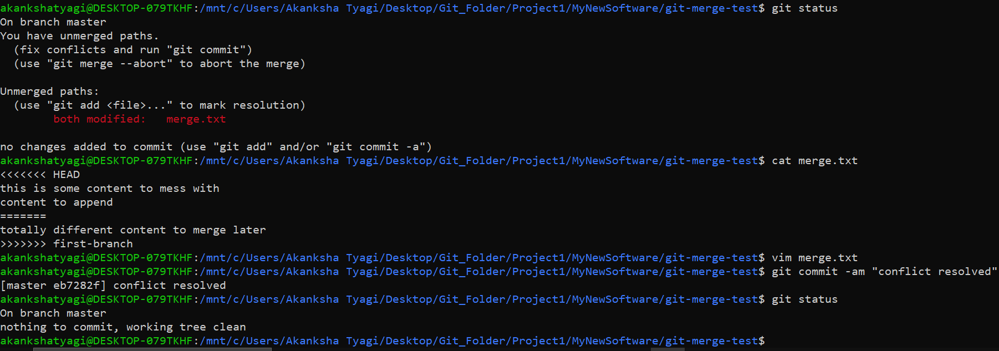 akankshatyagi@DESKTOP-079TKHF:/mnt/c/Users/Akanksha Tyagi/Desktop/Git_Folder/Project1/MyNewSoftware/git-merge-test$ git status
On branch master
You have unmerged paths.
  (fix conflicts and run "git commit")
  (use "git merge --abort" to abort the merge)

Unmerged paths:
  (use "git add <file>..." to mark resolution)
        both modified:   merge.txt

no changes added to commit (use "git add" and/or "git commit -a")
akankshatyagi@DESKTOP-079TKHF:/mnt/c/Users/Akanksha Tyagi/Desktop/Git_Folder/Project1/MyNewSoftware/git-merge-test$ cat merge.txt
<<<<<<< HEAD
this is some content to mess with
content to append
=======
totally different content to merge later
>>>>>>> first-branch
akankshatyagi@DESKTOP-079TKHF:/mnt/c/Users/Akanksha Tyagi/Desktop/Git_Folder/Project1/MyNewSoftware/git-merge-test$ vim merge.txt
akankshatyagi@DESKTOP-079TKHF:/mnt/c/Users/Akanksha Tyagi/Desktop/Git_Folder/Project1/MyNewSoftware/git-merge-test$ git commit -am "conflict resolved"
[master eb7282f] conflict resolved
akankshatyagi@DESKTOP-079TKHF:/mnt/c/Users/Akanksha Tyagi/Desktop/Git_Folder/Project1/MyNewSoftware/git-merge-test$ git status
On branch master
nothing to commit, working tree clean
akankshatyagi@DESKTOP-079TKHF:/mnt/c/Users/Akanksha Tyagi/Desktop/Git_Folder/Project1/MyNewSoftware/git-merge-test$